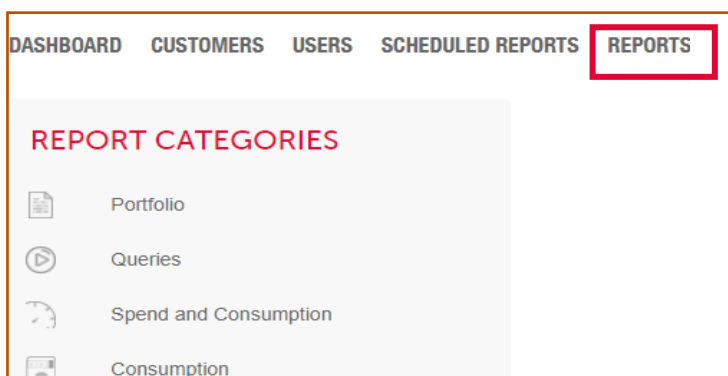 DASHBOARD CUSTOMERS USERS SCHEDULED REPORTS REPORTS
REPORT CATEGORIES
Portfolio
Queries
Spend and Consumption
Consumption